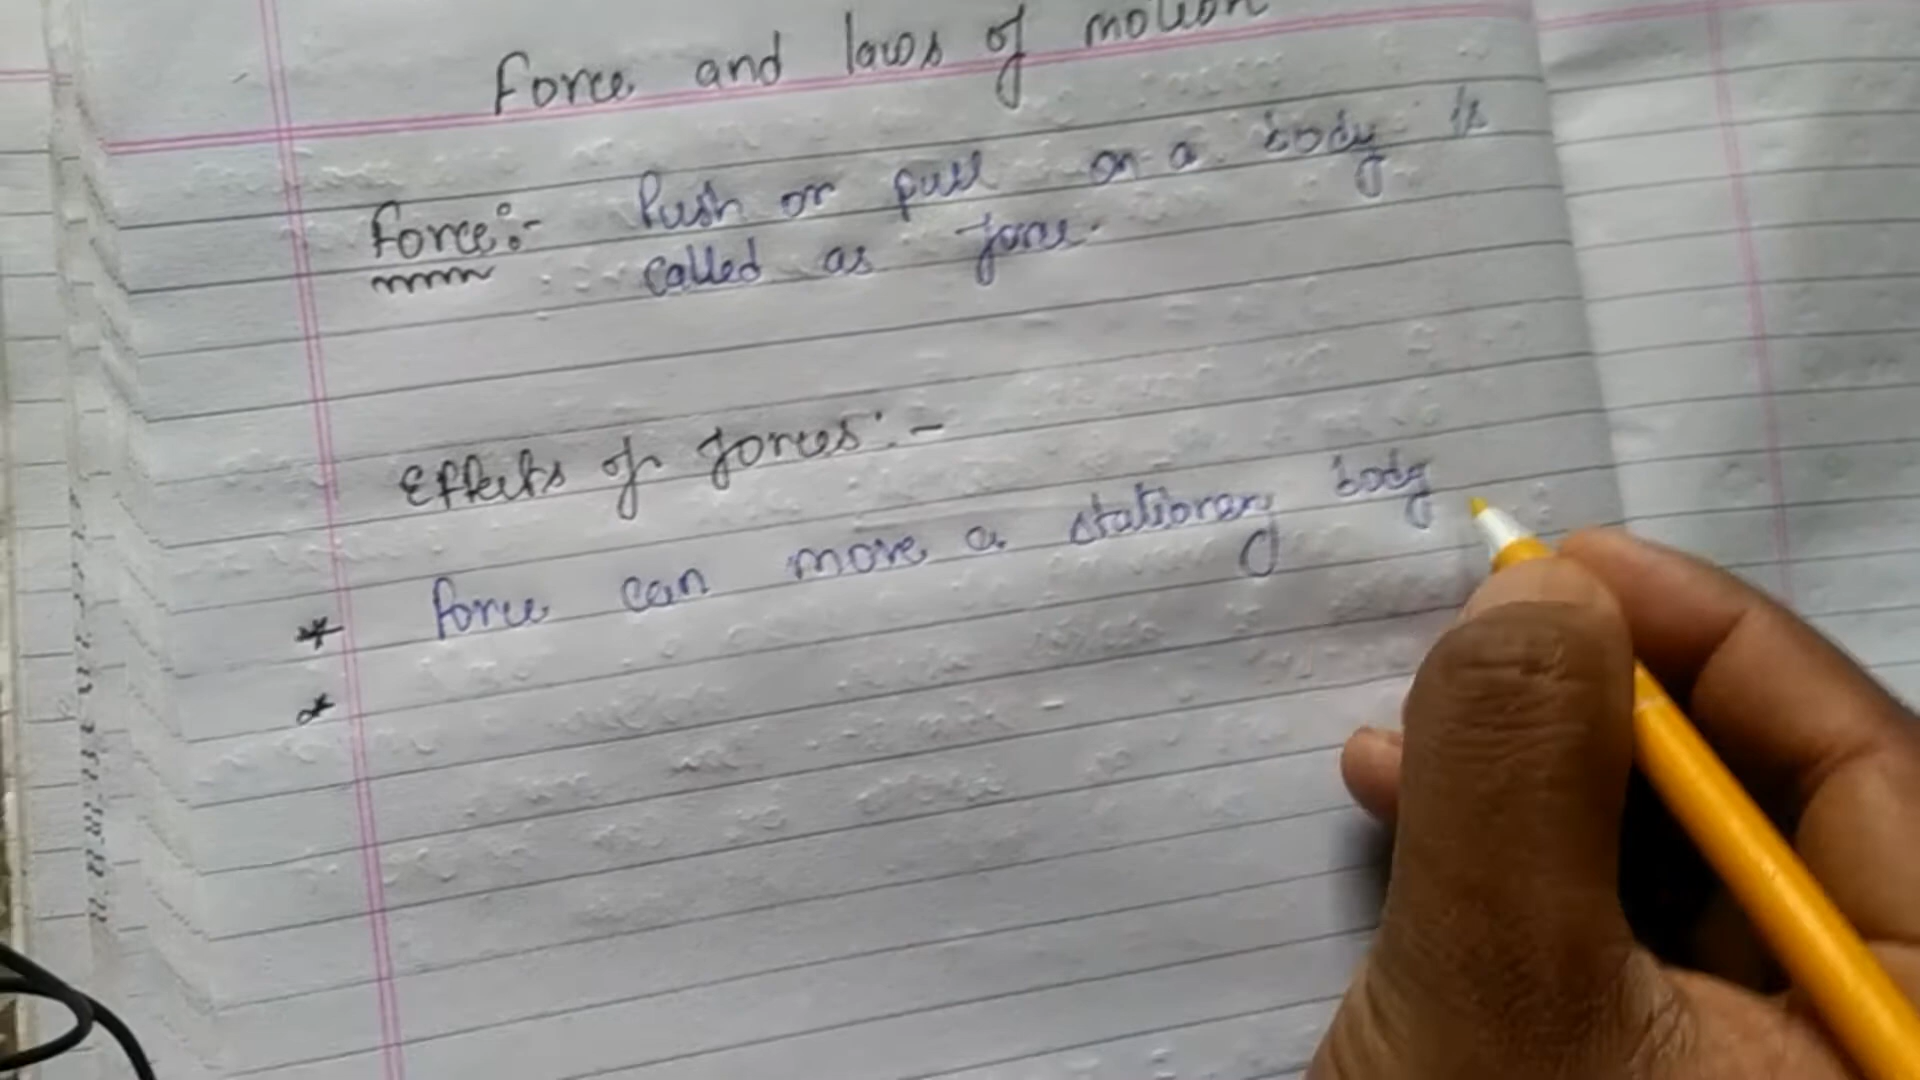 Force and laws of motion
Force:- Push or pull on a body is
called as force.
Effects of forces:-
* Force can move a stationary body
*